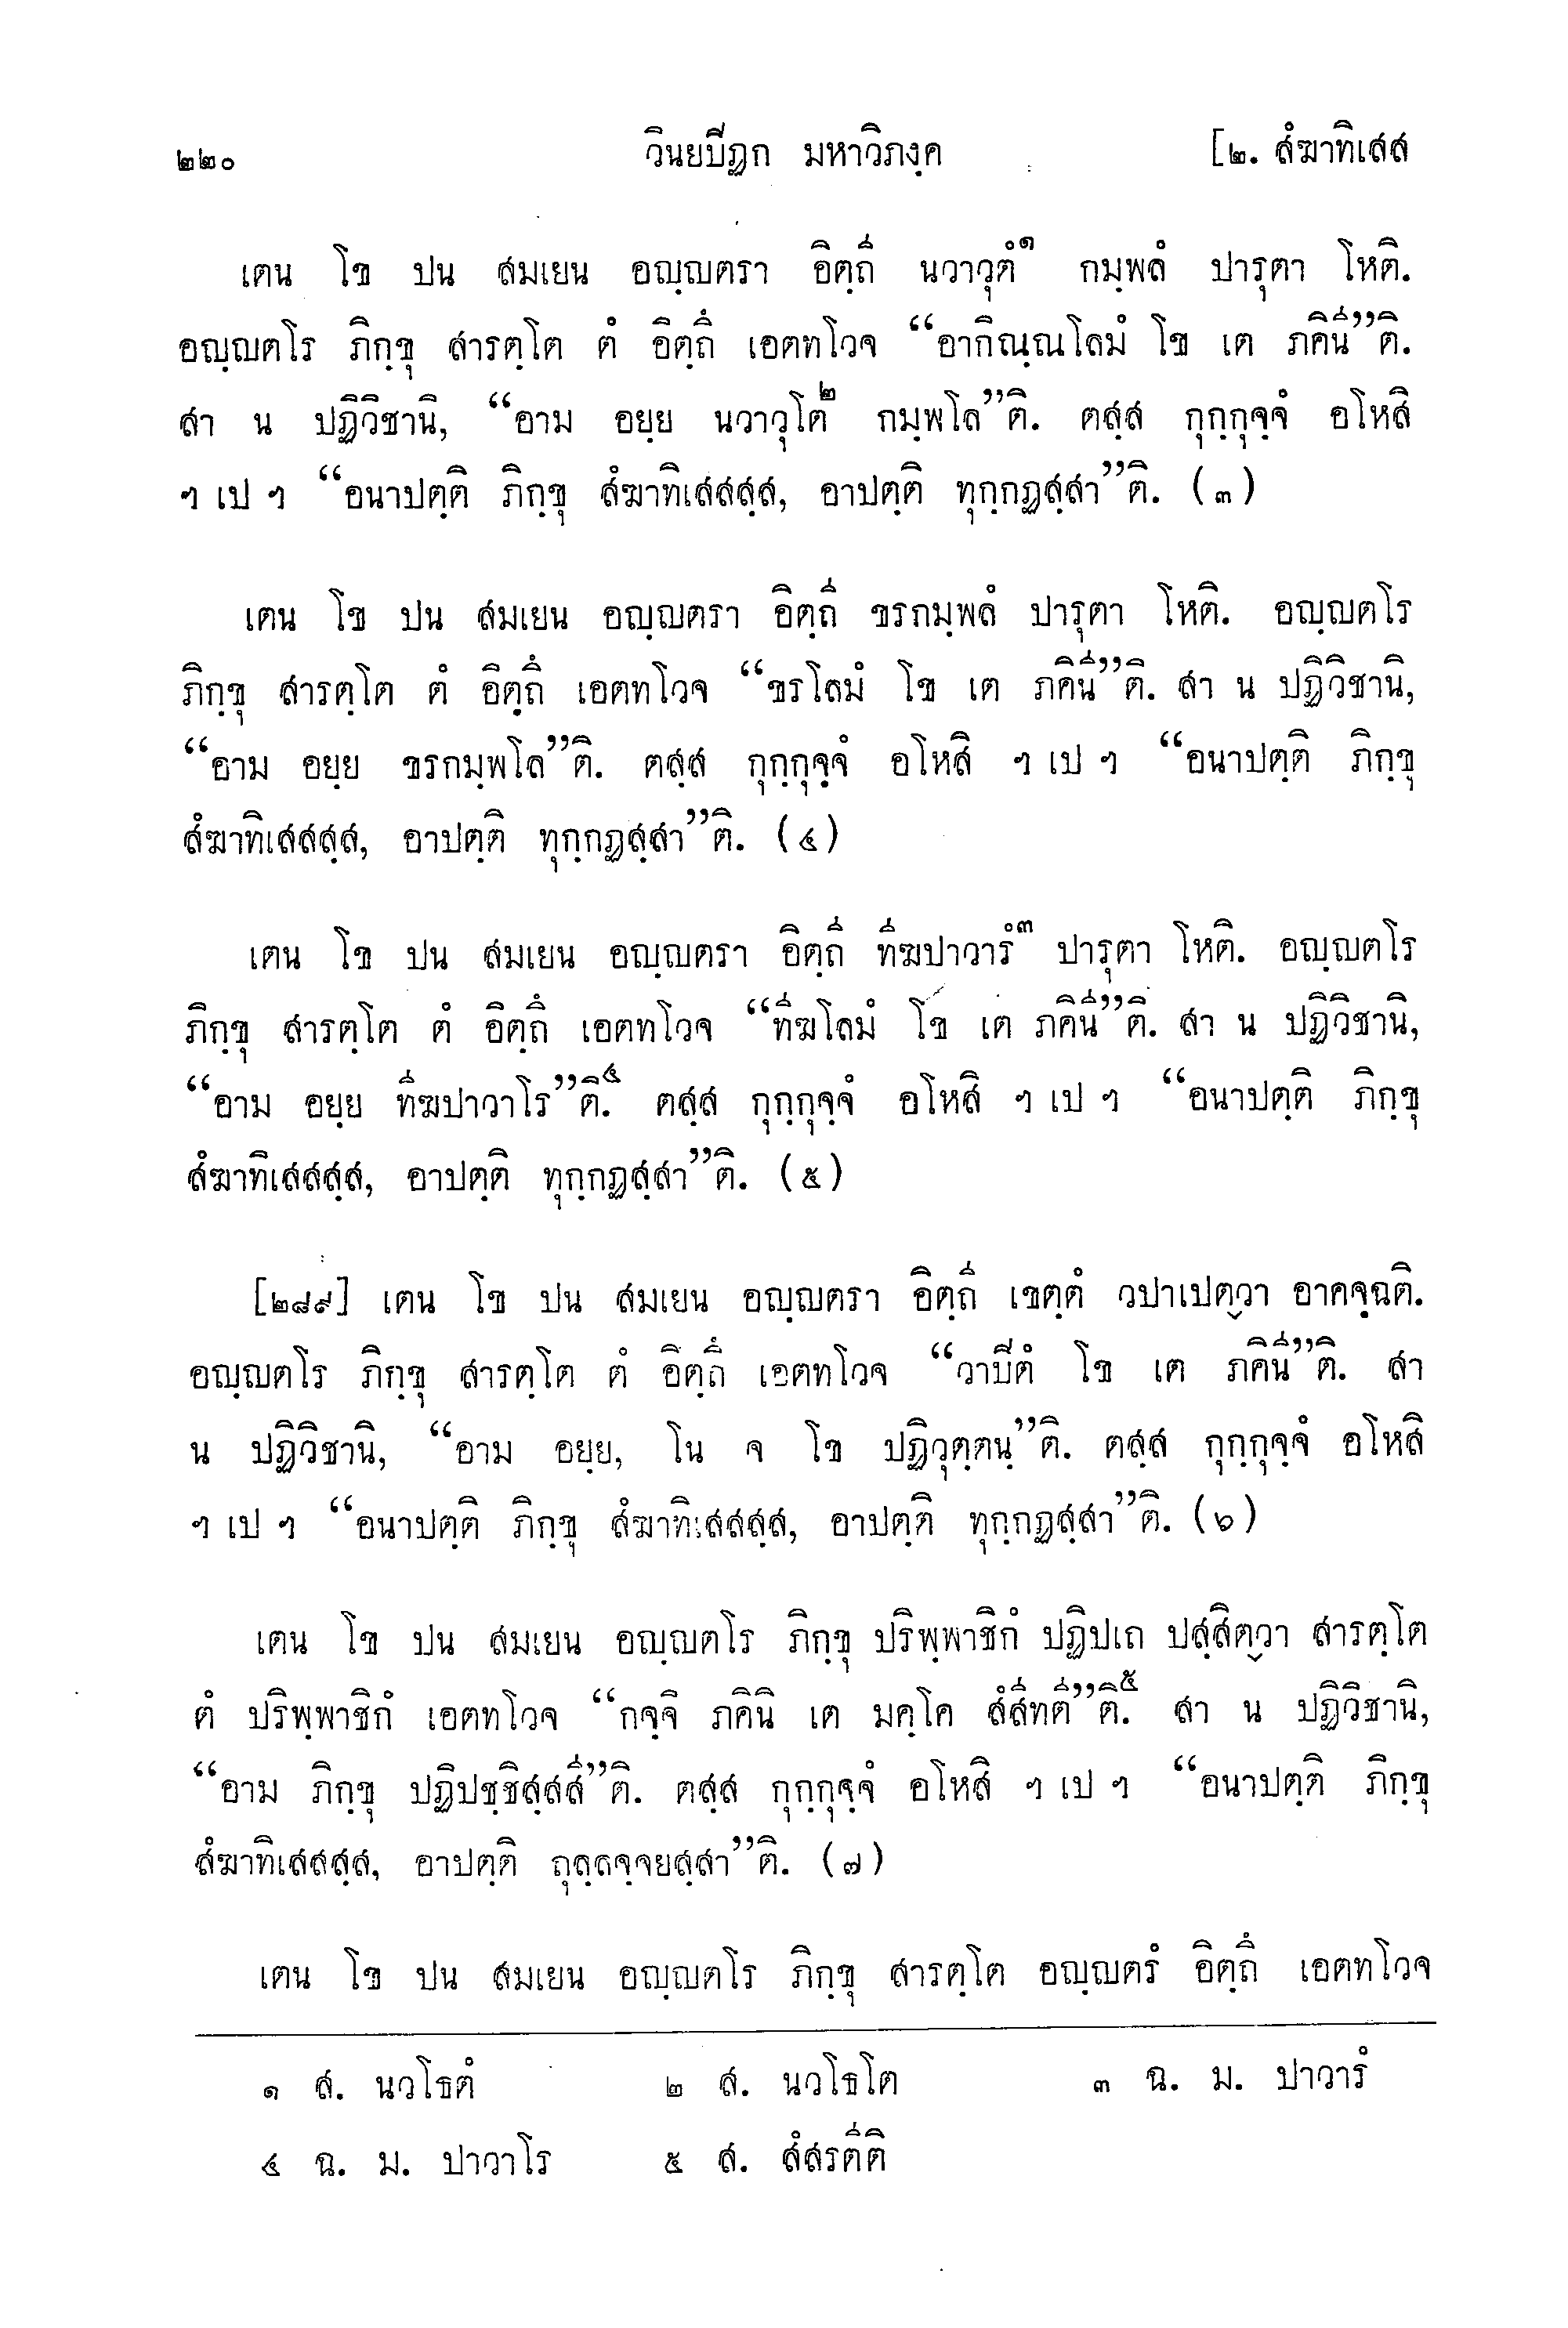 ๒๒๐ วินยปิฏก มหาวิภงฺค [๒. สํฆาทิเสส
เตน โข ปน สมเยน อญฺญตรา อิตฺถี นวาวุตํ๑ กมฺพลํ ปารุตา โหติ.
อญฺญตโร ภิกฺขุ สารตฺโต ตํ อิตฺถึ เอตทโวจ “อากิณฺณโลมํ โข เต ภคินี”ติ.
สา น ปฏิวิชานิ, “อาม อยฺย นวาวุโต๒ กมฺพโล”ติ. ตสฺส กุกฺกุจฺจํ อโหสิ
ฯ เป ฯ “อนาปตฺติ ภิกฺขุ สํฆาทิเสสสฺส, อาปตฺติ ทุกฺกฏสฺสา”ติ. (๓)
เตน โข ปน สมเยน อญฺญตรา อิตฺถี ขรกมฺพลํ ปารุตา โหติ. อญฺญตโร
ภิกฺขุ สารตฺโต ตํ อิตฺถึ เอตทโวจ “ขรโลมํ โข เต ภคินี”ติ. สา น ปฏิวิชานิ,
“อาม อยฺย ขรกมฺพโล”ติ. ตสฺส กุกฺกุจฺจํ อโหสิ ฯ เป ฯ “อนาปตฺติ ภิกฺขุ
สํฆาทิเสสสฺส, อาปตฺติ ทุกฺกฏสฺสา”ติ. (๔)
เตน โข ปน สมเยน อญฺญตรา อิตฺถี ทีฆปาวารํ๓ ปารุตา โหติ. อญฺญตโร
ภิกฺขุ สารตฺโต ตํ อิตฺถึ เอตทโวจ “ทีฆโลมํ โข เต ภคินี”ติ. สา น ปฏิวิชานิ,
“อาม อยฺย ทีฆปาวาโร”ติ.๔ ตสฺส กุกฺกุจฺจํ อโหสิ ฯ เป ฯ “อนาปตฺติ ภิกฺขุ
สํฆาทิเสสสฺส, อาปตฺติ ทุกฺกฏสฺสา”ติ. (๕)
[๒๘๙] เตน โข ปน สมเยน อญฺญตรา อิตฺถี เขตฺตํ วปาเปตฺวา อาคจฺฉติ.
อญฺญตโร ภิกฺขุ สารตฺโต ตํ อิตฺถึ เอตทโวจ “วาปิตํ โข เต ภคินี”ติ. สา
น ปฏิวิชานิ, “อาม อยฺย, โน จ โข ปฏิวุตฺตนฺ”ติ. ตสฺส กุกฺกุจฺจํ อโหสิ
ฯ เป ฯ “อนาปตฺติ ภิกฺขุ สํฆาทิเสสสฺส, อาปตฺติ ทุกฺกฏสฺสา”ติ. (๖)
เตน โข ปน สมเยน อญฺญตโร ภิกฺขุ ปริพฺพาชิกํ ปฏิปเถ ปสฺสิตฺวา สารตฺโต
ตํ ปริพฺพาชิกํ เอตทโวจ “กจฺจิ ภคินิ เต มคฺโค สํสีทตี”ติ.๕ สา น ปฏิวิชานิ,
“อาม ภิกฺขุ ปฏิปชฺชิสฺสสี”ติ. ตสฺส กุกฺกุจฺจํ อโหสิ ฯ เป ฯ “อนาปตฺติ ภิกฺขุ
สํฆาทิเสสสฺส, อาปตฺติ ถุลฺลจฺจยสฺสา”ติ. (๗)
เตน โข ปน สมเยน อญฺญตโร ภิกฺขุ สารตฺโต อญฺญตรํ อิตฺถึ เอตทโวจ
๑ ส. นวโธตํ ๒ ส. นวโธโต ๓ ฉ. ม. ปาวารํ
๔ ฉ. ม. ปาวาโร ๕ ส. สํสรตีติ